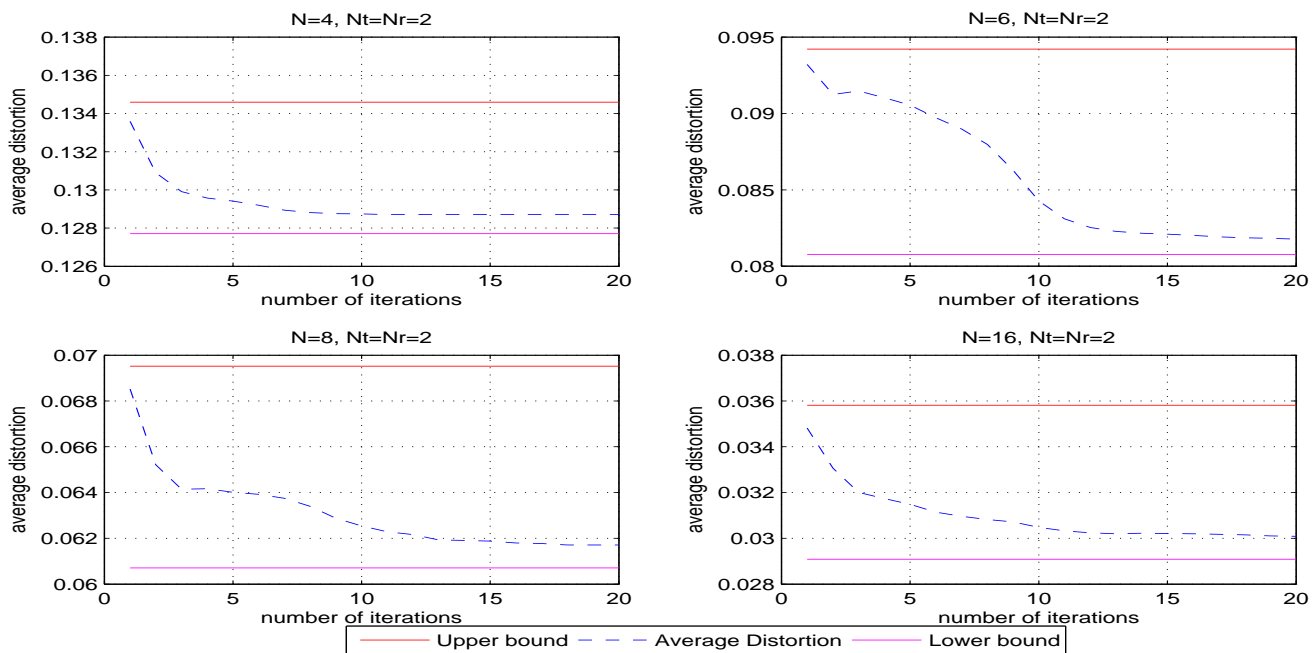 N=4, Nt=Nr=2
0.138
0.136
0.134
0.132
0.13
0.128
0.126
average distortion
0 5 10 15 20
number of iterations
N=6, Nt=Nr=2
0.095
0.09
0.085
0.08
average distortion
0 5 10 15 20
number of iterations
N=8, Nt=Nr=2
0.07
0.068
0.066
0.064
0.062
0.06
average distortion
0 5 10 15 20
number of iterations
N=16, Nt=Nr=2
0.038
0.036
0.034
0.032
0.03
0.028
average distortion
0 5 10 15 20
number of iterations
Upper bound Average Distortion Lower bound